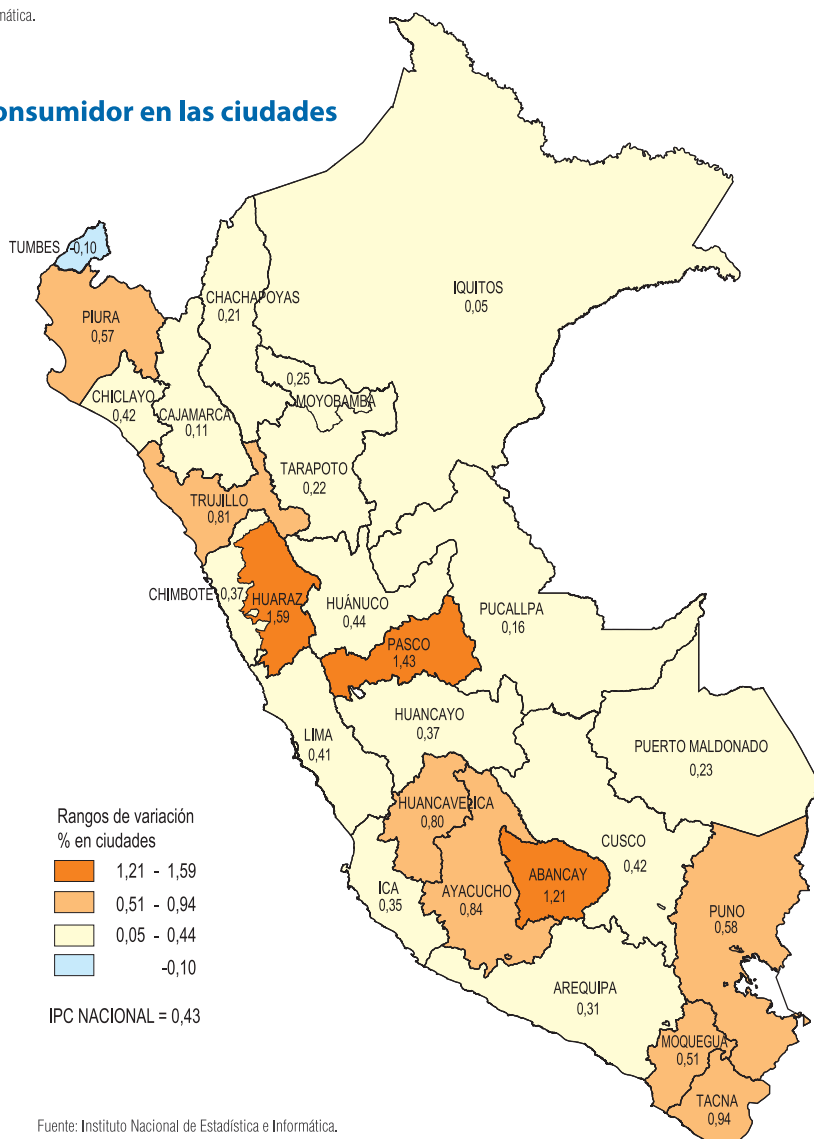 mática.
onsumidor en las ciudades
TUMBES -0,10
PIURA
0,57
CHACHAPOYAS
0,21
IQUITOS
0,05
CHICLAYO
0,42
CAJAMARCA
0,11
0,25
MOYOBAMBA
TARAPOTO
0,22
TRUJILLO
0,81
CHIMBOTE 0,37
HUARAZ
1,59
HUÁNUCO
0,44
PUCALLPA
0,16
PASCO
1,43
LIMA
0,41
HUANCAYO
0,37
PUERTO MALDONADO
0,23
HUANCAVELICA
0,80
CUSCO
0,42
ICA
0,35
AYACUCHO
0,84
ABANCAY
1,21
PUNO
0,58
AREQUIPA
0,31
MOQUEGUA
0,51
TACNA
0,94
Rangos de variación
% en ciudades
1,21 - 1,59
0,51 - 0,94
0,05 - 0,44
-0,10
IPC NACIONAL = 0,43
Fuente: Instituto Nacional de Estadística e Informática.